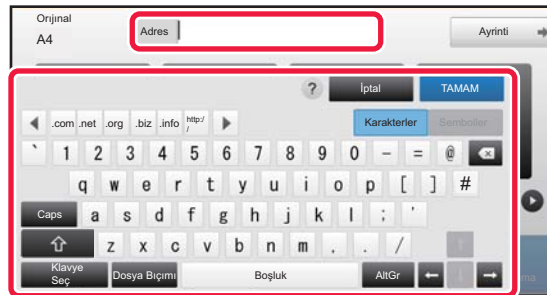 Orijinal
A4
Adres
Ayrinti
?
İptal
TAMAM
.com .net .org .biz .info http://
Karakterler
Semboller
` 1 2 3 4 5 6 7 8 9 0 - = @
q w e r t y u i o p [ ] #
Caps a s d f g h j k l ; '
z x c v b n m , . /
Klavye
Seç
Dosya Bıçımı
Boşluk
AltGr